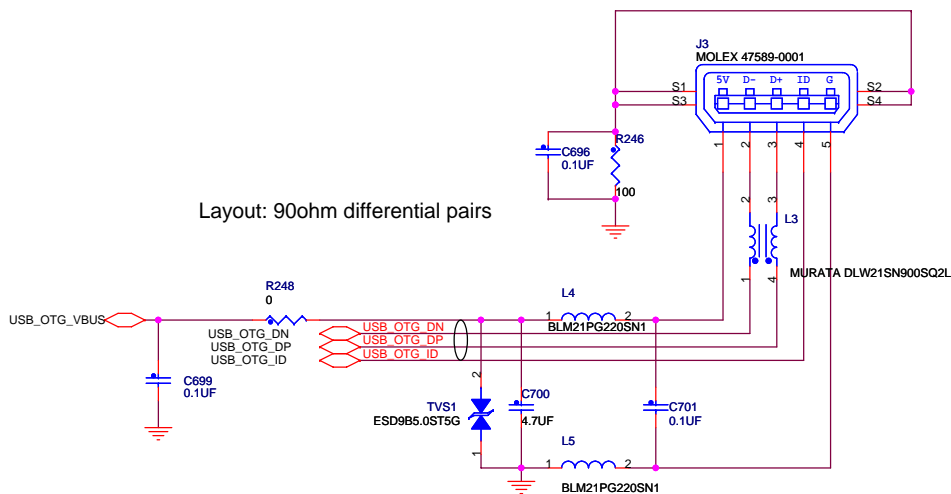 J3
MOLEX 47589-0001
5V D- D+ ID G
S1 S2
S3 S4
1 2 3 4 5
C696
0.1UF
R246
100
Layout: 90ohm differential pairs
2 3
L3
1 4
MURATA DLW21SN900SQ2L
R248
0
USB_OTG_VBUS
L4
1 2
BLM21PG220SN1
USB_OTG_DN USB_OTG_DN
USB_OTG_DP USB_OTG_DP
USB_OTG_ID USB_OTG_ID
C699
0.1UF
2
TVS1
ESD9B5.0ST5G
1
C700
4.7UF
C701
0.1UF
L5
1 2
BLM21PG220SN1